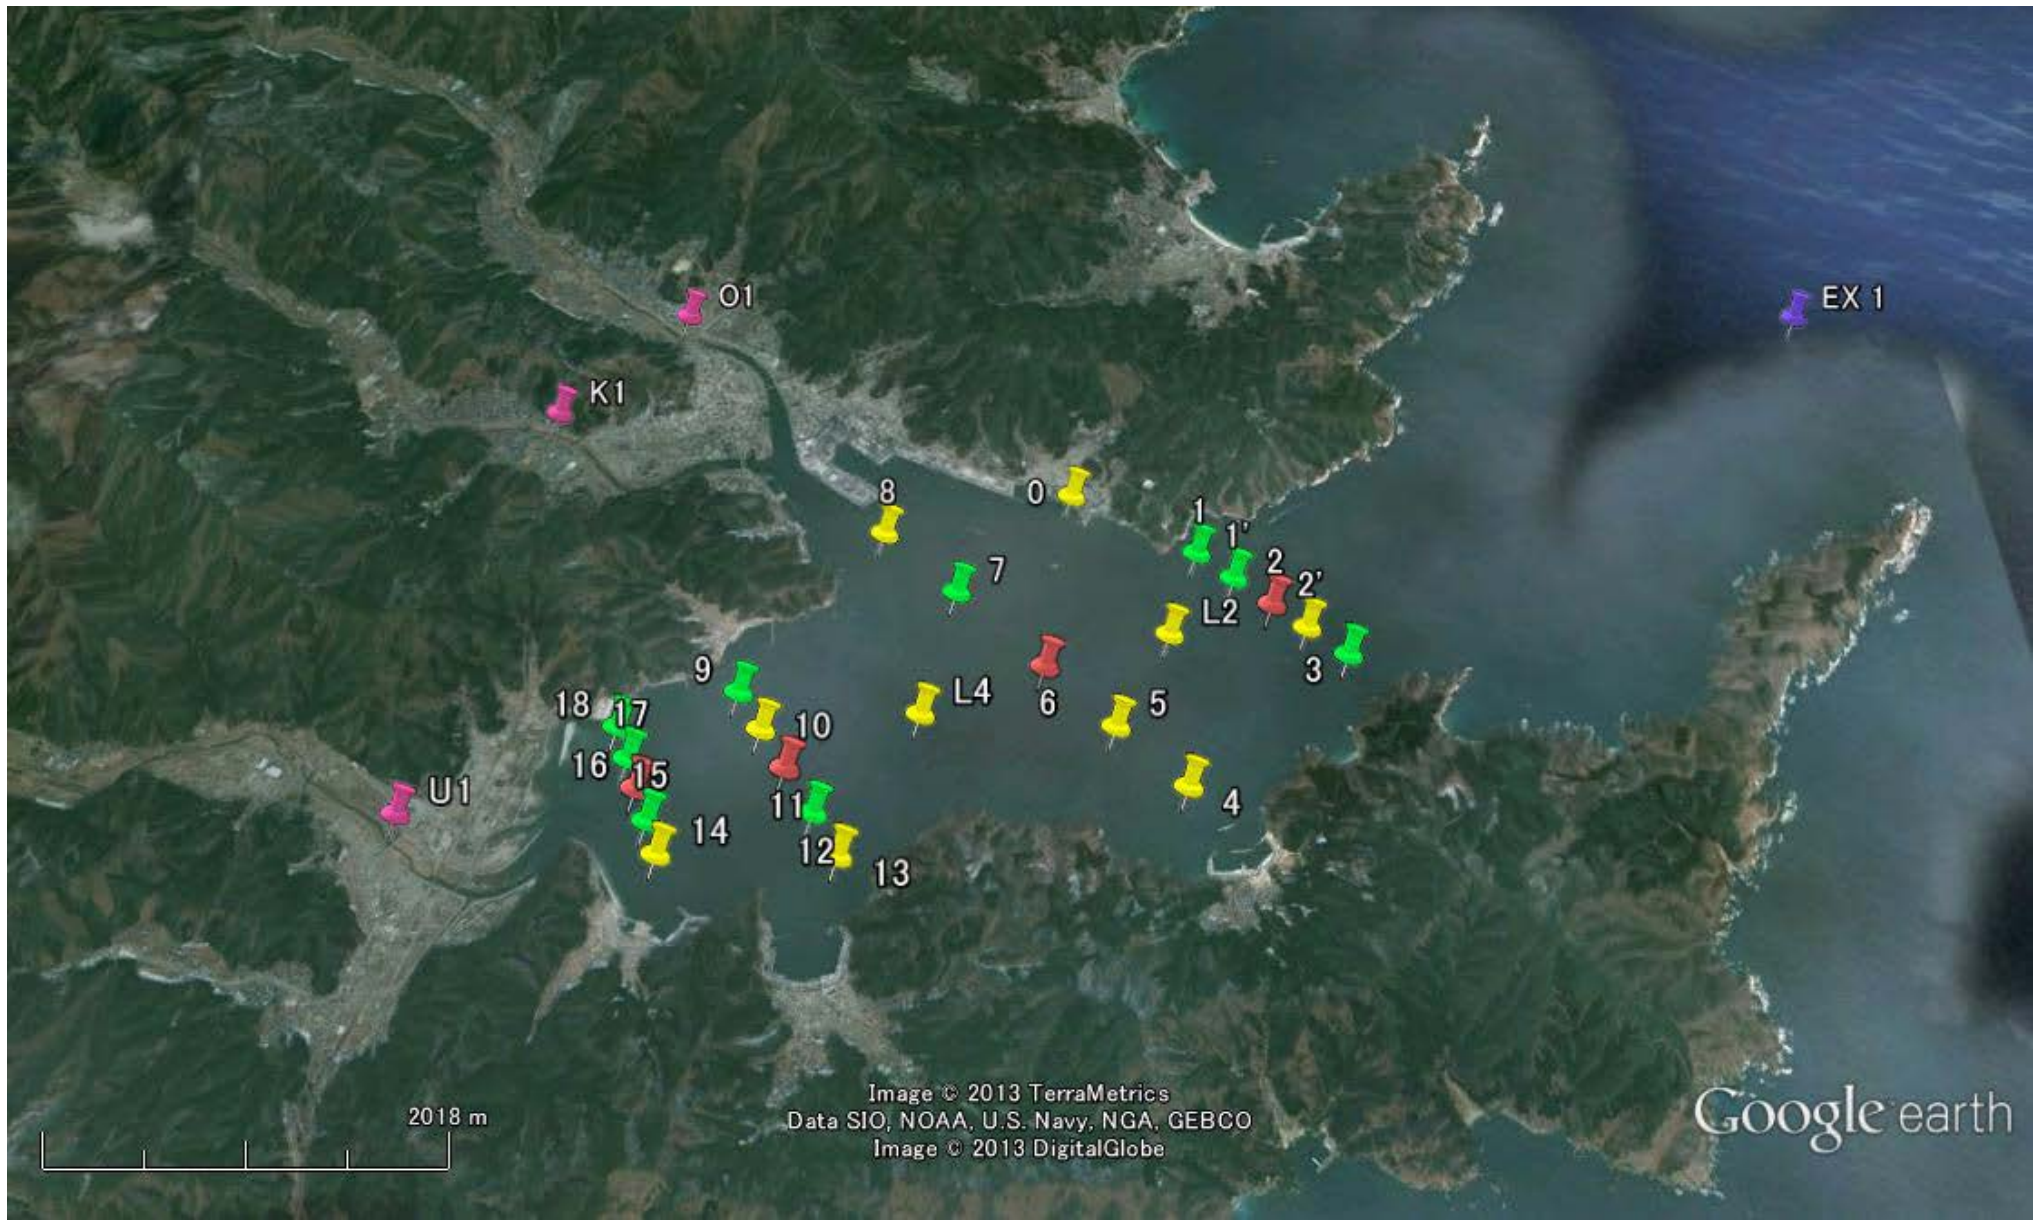 O1
EX 1
K1
8
0
1
1'
7
2
2'
L2
3
9
L4
6
5
18
17
10
16
15
11
4
U1
14
12
13
2018 m
Image © 2013 TerraMetrics
Data SIO, NOAA, U.S. Navy, NGA, GEBCO
Image © 2013 DigitalGlobe
Google earth